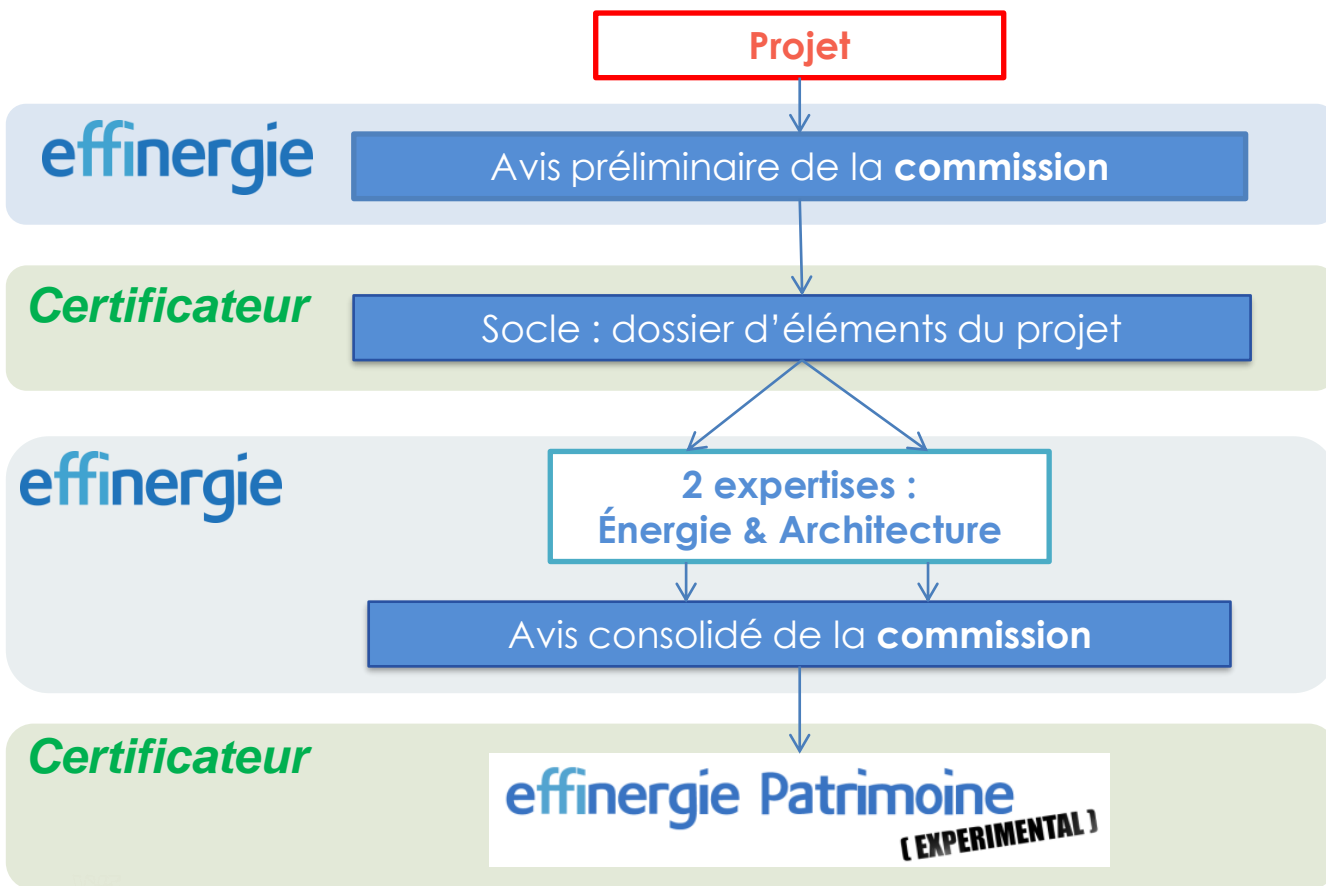 Projet
effinergie
Avis préliminaire de la commission
Certificateur
Socle : dossier d’éléments du projet
effinergie
2 expertises :
Énergie & Architecture
Avis consolidé de la commission
Certificateur
effinergie Patrimoine
( EXPERIMENTAL )